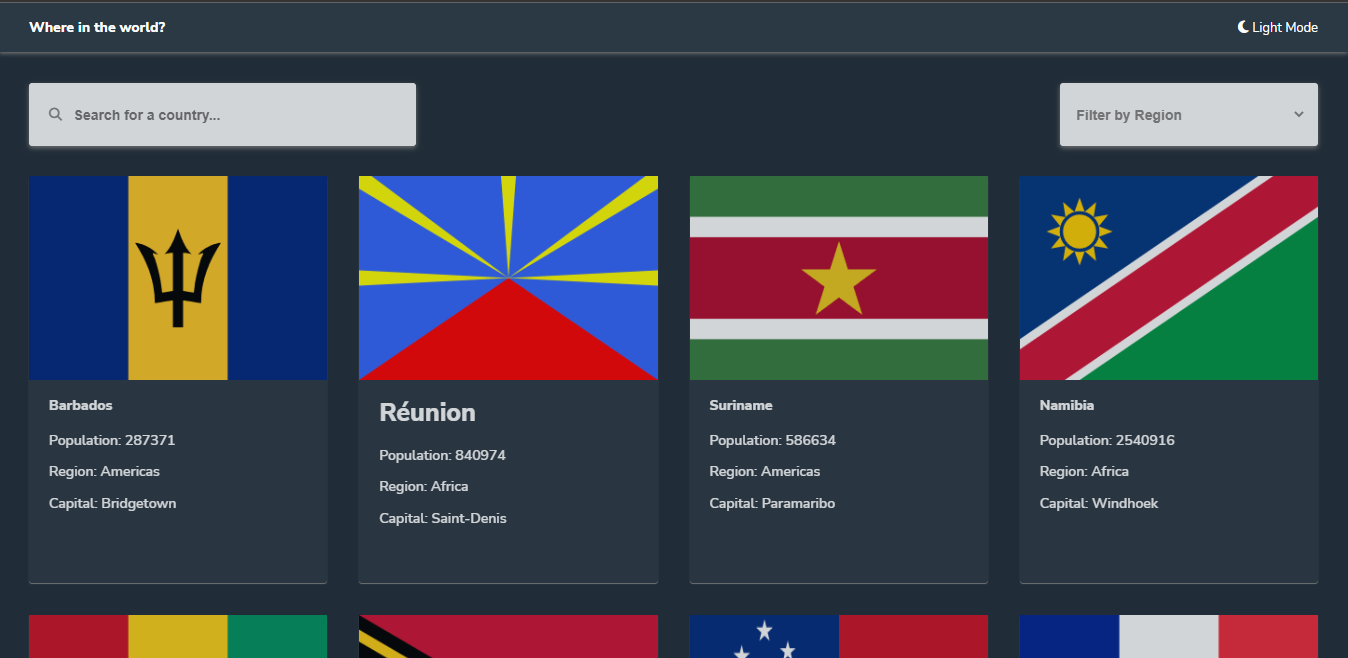 Where in the world?
Light Mode
Search for a country...
Filter by Region
Barbados
Population: 287371
Region: Americas
Capital: Bridgetown
Réunion
Population: 840974
Region: Africa
Capital: Saint-Denis
Suriname
Population: 586634
Region: Americas
Capital: Paramaribo
Namibia
Population: 2540916
Region: Africa
Capital: Windhoek